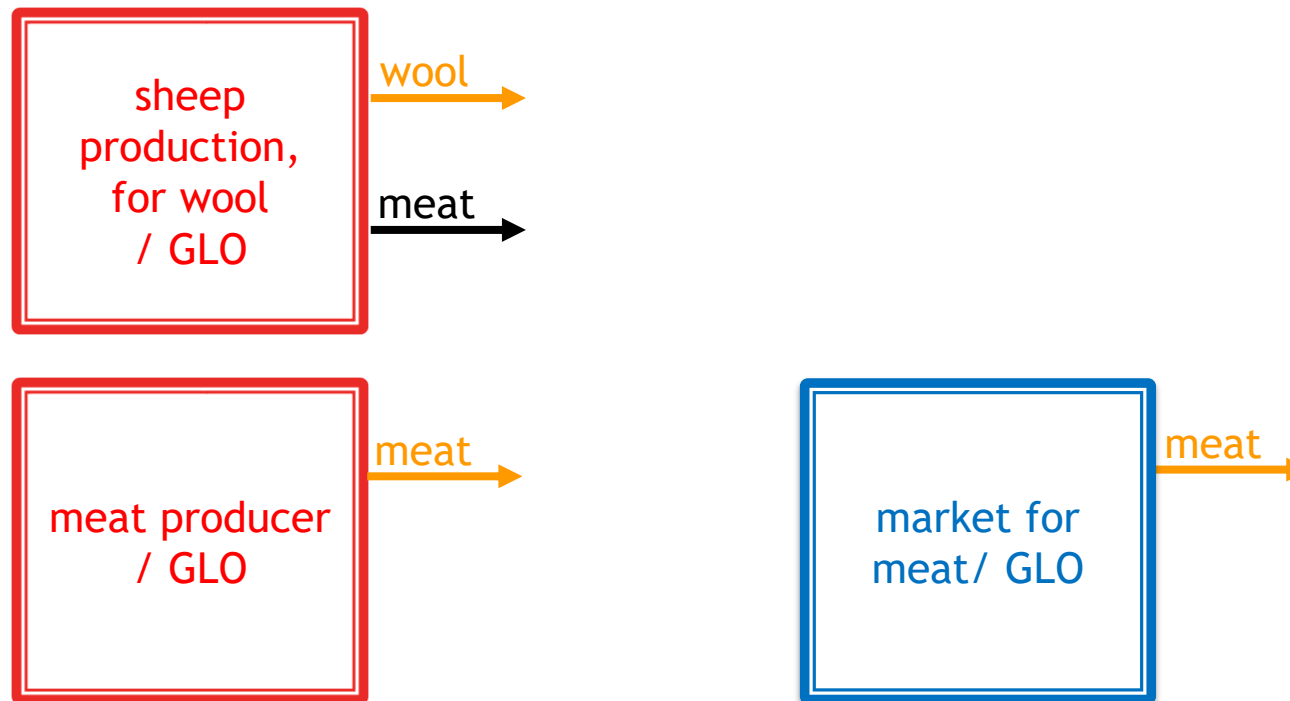 sheep
production,
for wool
/ GLO
wool
meat
meat producer
/ GLO
meat
market for
meat/ GLO
meat